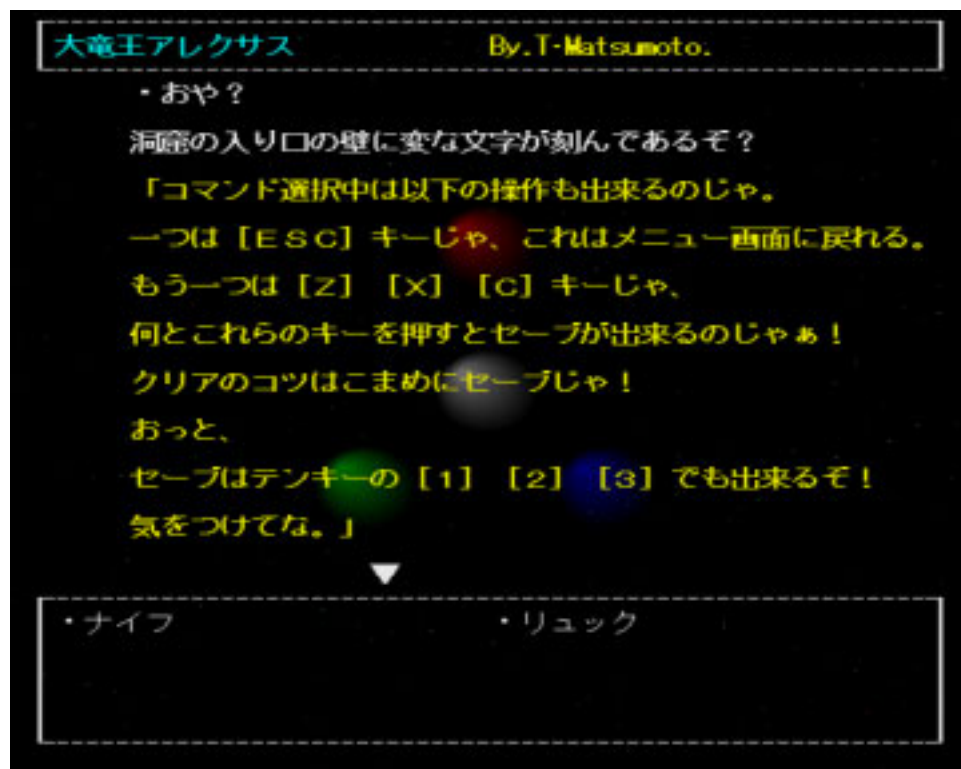 大竜王アレクサス By.T-Matsumoto.
・おや？
洞窟の入り口の壁に変な文字が刻んであるぞ？
「コマンド選択中は以下の操作も出来るのじゃ。
一つは［ＥＳＣ］キーじゃ、これはメニュー画面に戻れる。
もう一つは［Ｚ］［Ｘ］［Ｃ］キーじゃ、
何とこれらのキーを押すとセーブが出来るのじゃぁ！
クリアのコツはこまめにセーブじゃ！
おっと、
セーブはテンキーの［１］［２］［３］でも出来るぞ！
気をつけてな。」
▼
・ナイフ ・リュック